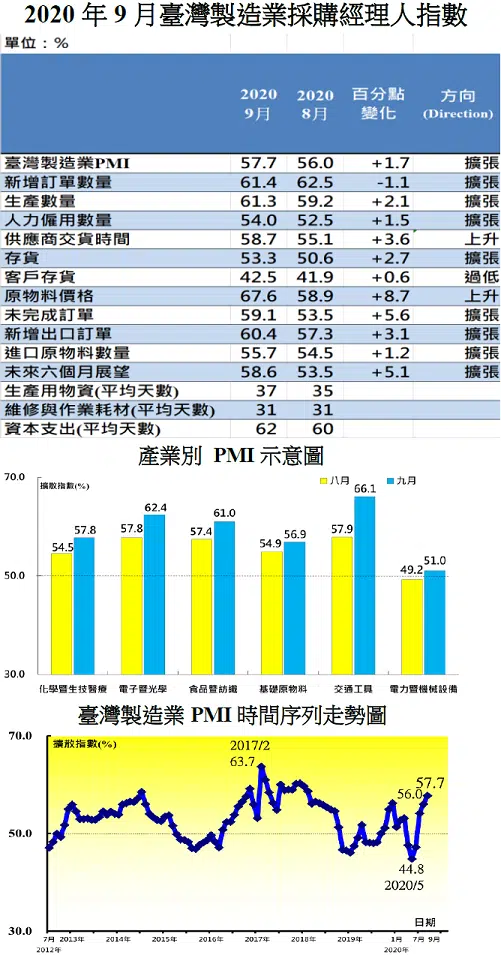 2020 年 9 月臺灣製造業採購經理人指數
單位：%
2020 9月 2020 8月 百分點變化 方向 (Direction)
臺灣製造業PMI 57.7 56.0 +1.7 擴張
新增訂單數量 61.4 62.5 -1.1 擴張
生產數量 61.3 59.2 +2.1 擴張
人力僱用數量 54.0 52.5 +1.5 擴張
供應商交貨時間 58.7 55.1 +3.6 上升
存貨 53.3 50.6 +2.7 擴張
客戶存貨 42.5 41.9 +0.6 過低
原物料價格 67.6 58.9 +8.7 上升
未完成訂單 59.1 53.5 +5.6 擴張
新增出口訂單 60.4 57.3 +3.1 擴張
進口原物料數量 55.7 54.5 +1.2 擴張
未來六個月展望 58.6 53.5 +5.1 擴張
生產用物資(平均天數) 37 35
維修與作業耗材(平均天數) 31 31
資本支出(平均天數) 62 60
產業別 PMI 示意圖
70.0
擴散指數(%)
八月 九月
54.5 57.8 57.8 62.4 57.4 61.0 54.9 56.9 57.9 66.1 49.2 51.0
50.0
30.0
化學暨生技醫療 電子暨光學 食品暨紡織 基礎原物料 交通工具 電力暨機械設備
臺灣製造業 PMI 時間序列走勢圖
70.0
擴散指數(%)
2017/2
63.7
57.7
56.0
50.0
44.8
2020/5
日期
30.0
7月 2013年 2014年 2015年 2016年 2017年 2018年 2019年 1月 7月 9月
2012年 2020年